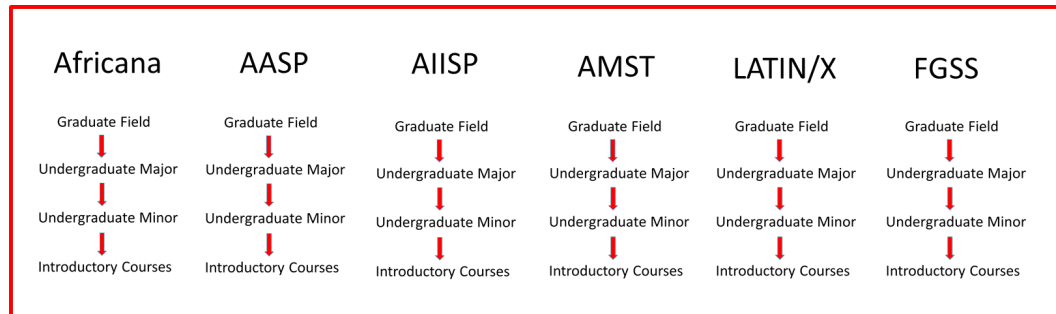 Africana
Graduate Field
Undergraduate Major
Undergraduate Minor
Introductory Courses
AASP
Graduate Field
Undergraduate Major
Undergraduate Minor
Introductory Courses
AIISP
Graduate Field
Undergraduate Major
Undergraduate Minor
Introductory Courses
AMST
Graduate Field
Undergraduate Major
Undergraduate Minor
Introductory Courses
LATIN/X
Graduate Field
Undergraduate Major
Undergraduate Minor
Introductory Courses
FGSS
Graduate Field
Undergraduate Major
Undergraduate Minor
Introductory Courses